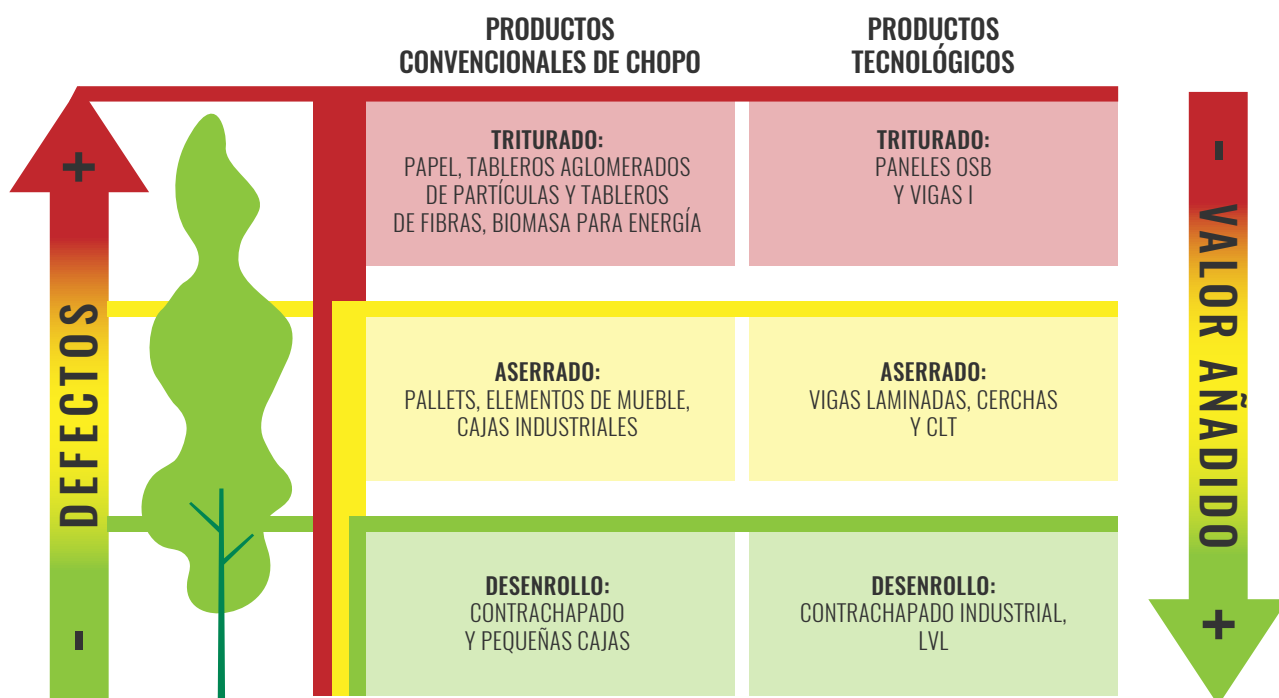 PRODUCTOS
CONVENCIONALES DE CHOPO
PRODUCTOS
TECNOLÓGICOS
+
DEFECTOS
-
TRITURADO:
PAPEL, TABLEROS AGLOMERADOS
DE PARTÍCULAS Y TABLEROS
DE FIBRAS, BIOMASA PARA ENERGÍA
TRITURADO:
PANELES OSB
Y VIGAS I
ASERRADO:
PALLETS, ELEMENTOS DE MUEBLE,
CAJAS INDUSTRIALES
ASERRADO:
VIGAS LAMINADAS, CERCHAS
Y CLT
DESENROLLO:
CONTRACHAPADO
Y PEQUEÑAS CAJAS
DESENROLLO:
CONTRACHAPADO INDUSTRIAL,
LVL
-
VALOR AÑADIDO
+